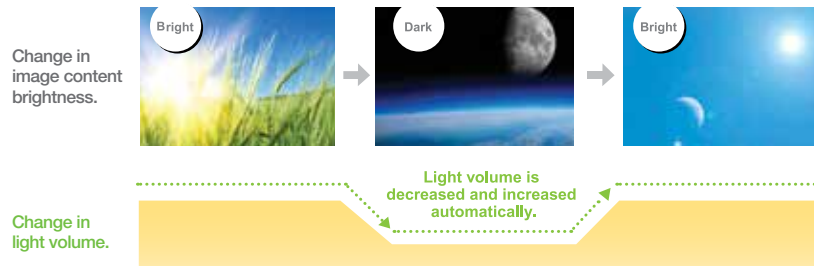 Bright
Dark
Bright
Change in
image content
brightness.
Light volume is
decreased and increased
automatically.
Change in
light volume.